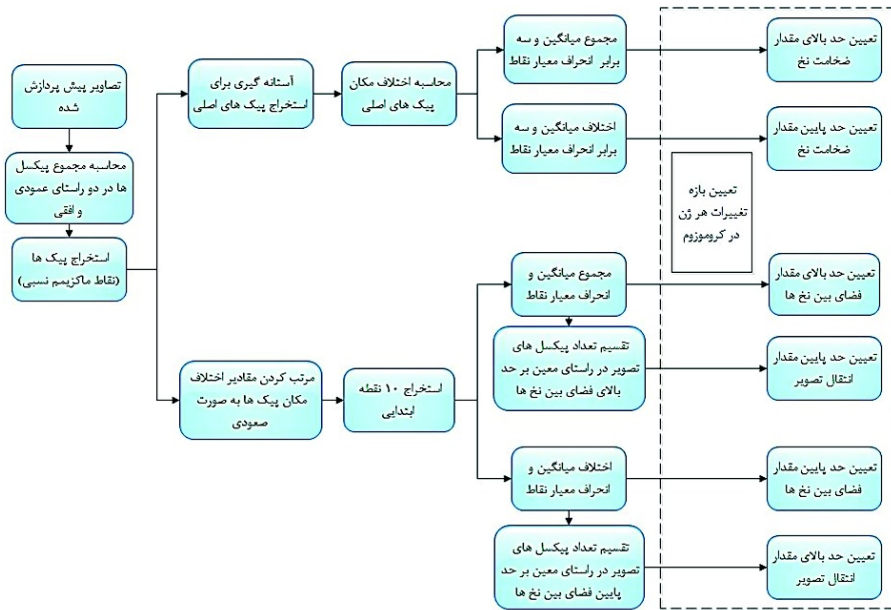 تصاویر پیش پردازش
شده
محاسبه مجموع پیکسل
ها در دو راستای عمودی
و افقی
استخراج پیک ها
(نقاط ماکزیمم نسبی)
آستانه گیری برای
استخراج پیک های اصلی
محاسبه اختلاف مکان
پیک های اصلی
مجموع میانگین و سه
برابر انحراف معیار نقاط
تعیین حد بالای مقدار
ضخامت نخ
اختلاف میانگین و سه
برابر انحراف معیار نقاط
تعیین حد پایین مقدار
ضخامت نخ
تعیین بازه
تغییرات هر ژن
در کروموزوم
مرتب کردن مقادیر اختلاف
مکان پیک ها به صورت
صعودی
استخراج ۱۰ نقطه
ابتدایی
مجموع میانگین و
انحراف معیار نقاط
تعیین حد بالای مقدار
فضای بین نخ ها
تقسیم تعداد پیکسل های
تصویر در راستای معین بر حد
بالای فضای بین نخ ها
تعیین حد پایین مقدار
انتقال تصویر
اختلاف میانگین و
انحراف معیار نقاط
تعیین حد پایین مقدار
فضای بین نخ ها
تقسیم تعداد پیکسل های
تصویر در راستای معین بر حد
پایین فضای بین نخ ها
تعیین حد بالای مقدار
انتقال تصویر